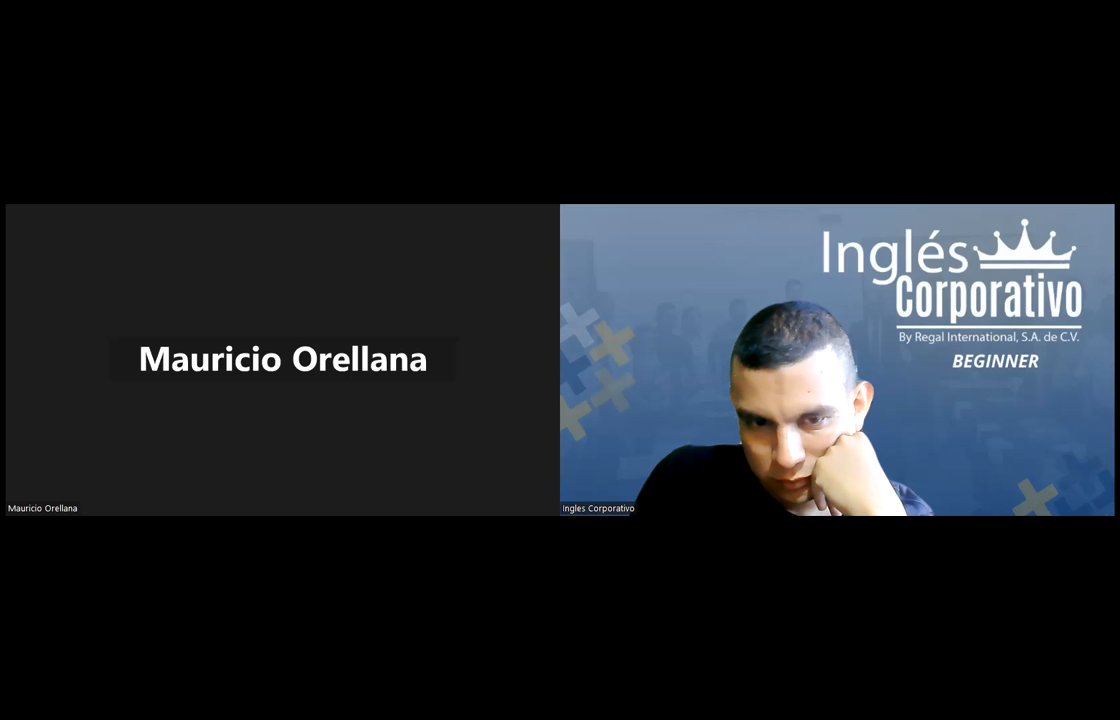 Mauricio Orellana
Mauricio Orellana
Inglés
Corporativo
By Regal International, S.A. de C.V.
BEGINNER
Ingles Corporativo